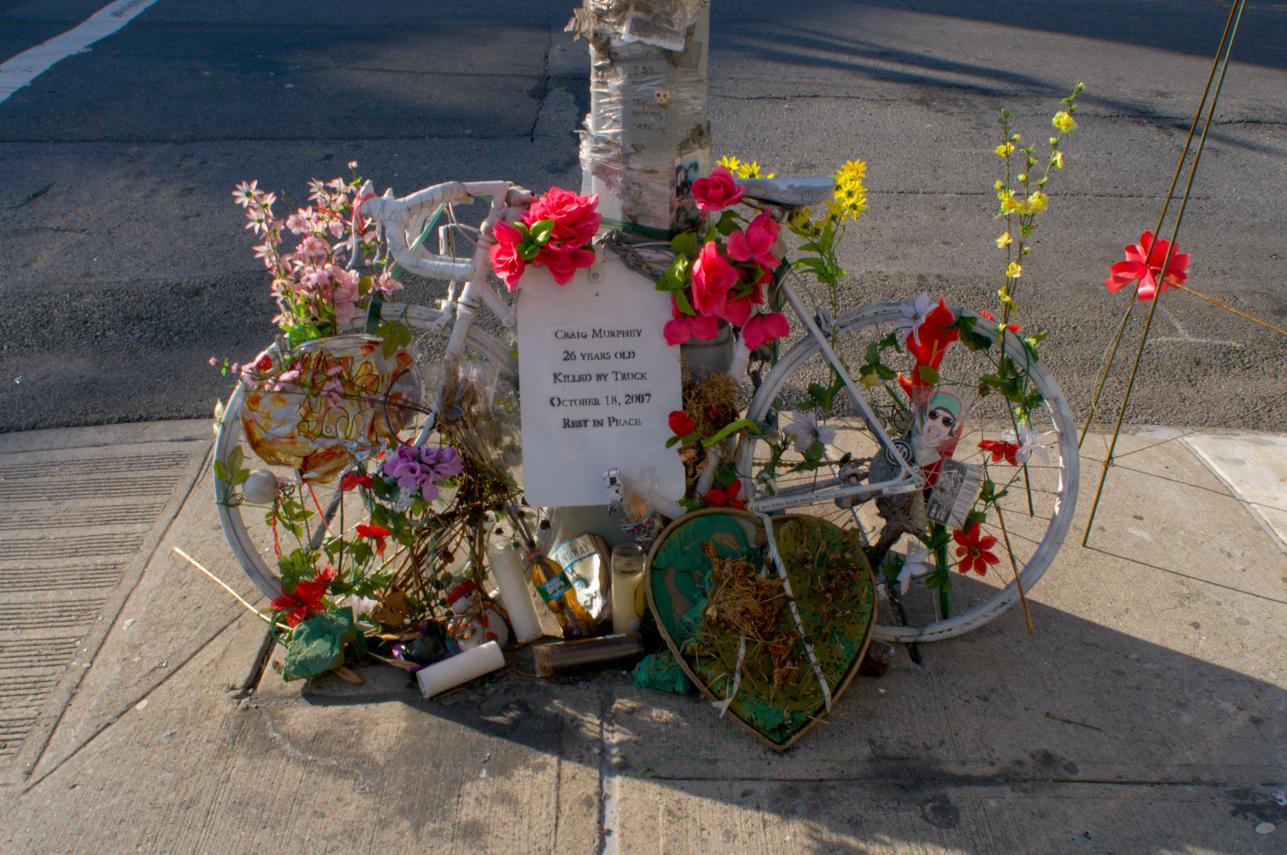 Craig Murphey
26 years old
Killed by Truck
October 18, 2007
Rest in Peace